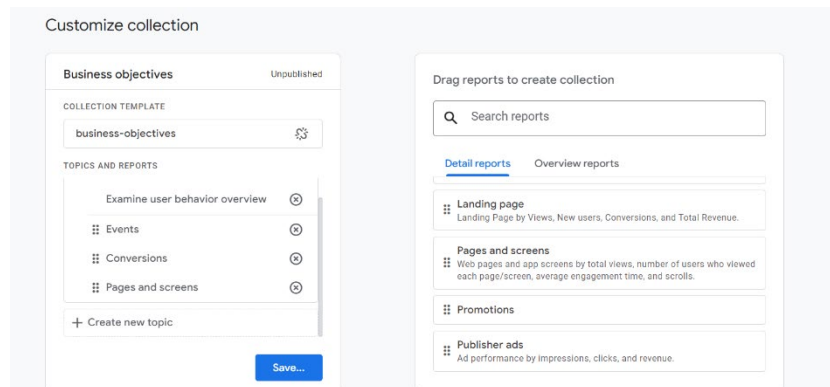 Customize collection
Business objectives
Unpublished
COLLECTION TEMPLATE
business-objectives
TOPICS AND REPORTS
Examine user behavior overview
Events
Conversions
Pages and screens
+ Create new topic
Save...
Drag reports to create collection
Search reports
Detail reports
Overview reports
Landing page
Landing Page by Views, New users, Conversions, and Total Revenue.
Pages and screens
Web pages and app screens by total views, number of users who viewed
each page/screen, average engagement time, and scrolls.
Promotions
Publisher ads
Ad performance by impressions, clicks, and revenue.